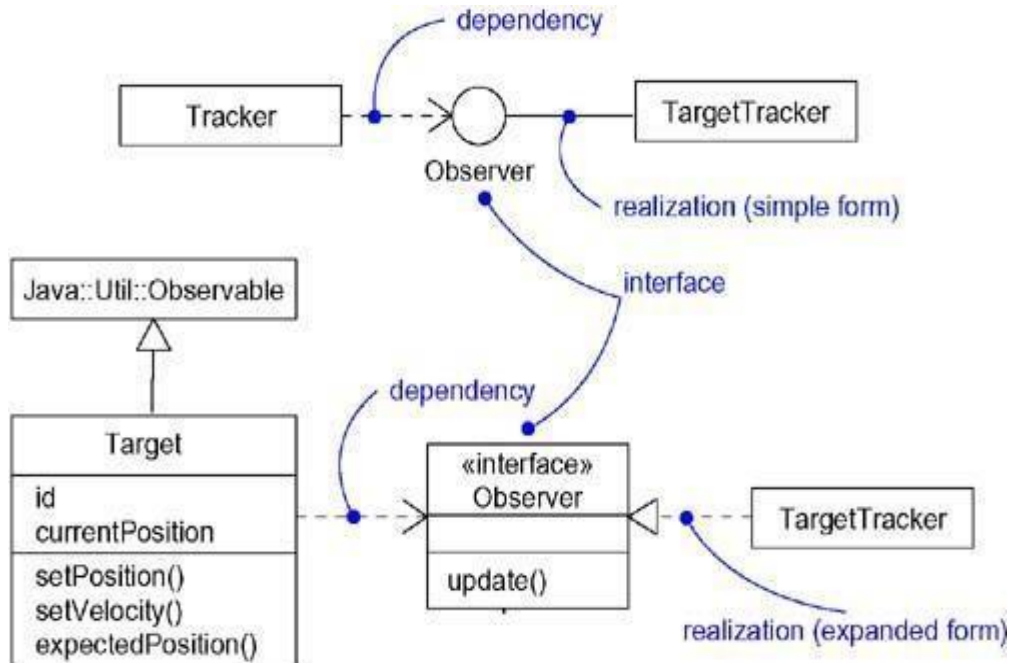 dependency
Tracker
TargetTracker
Observer
realization (simple form)
Java::Util::Observable
interface
dependency
Target
id
currentPosition
setPosition()
setVelocity()
expectedPosition()
«interface»
Observer
update()
TargetTracker
realization (expanded form)